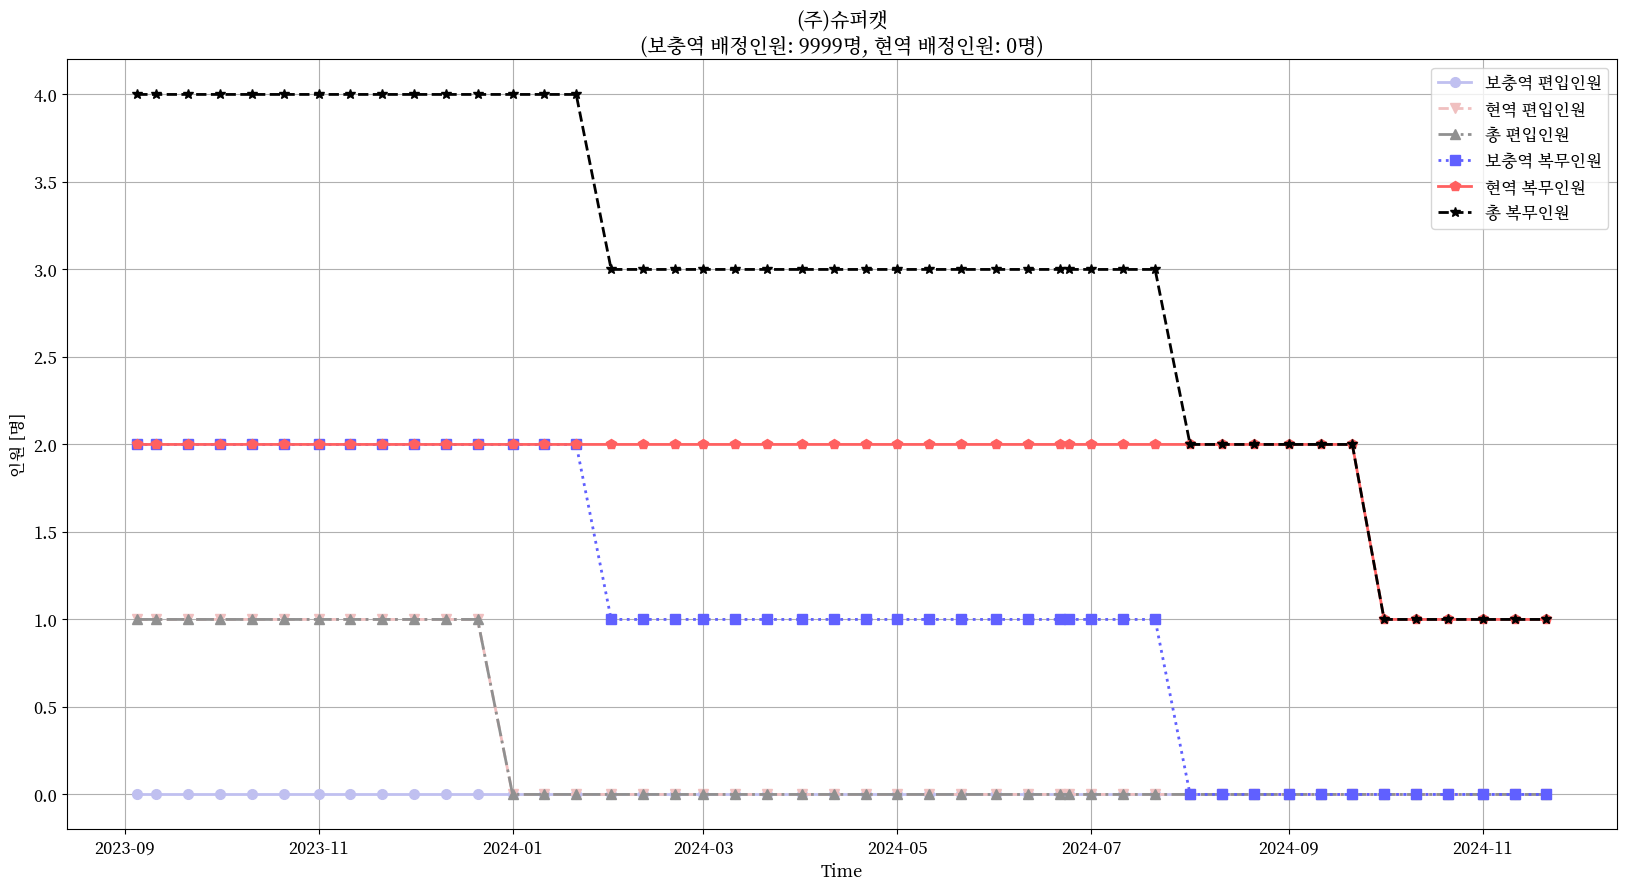 (주)슈퍼캣
(보충역 배정인원: 9999명, 현역 배정인원: 0명)
보충역 편입인원
현역 편입인원
총 편입인원
보충역 복무인원
현역 복무인원
총 복무인원
4.0
3.5
3.0
2.5
2.0
1.5
1.0
0.5
0.0
인원 [명]
2023-09 2023-11 2024-01 2024-03 2024-05 2024-07 2024-09 2024-11
Time